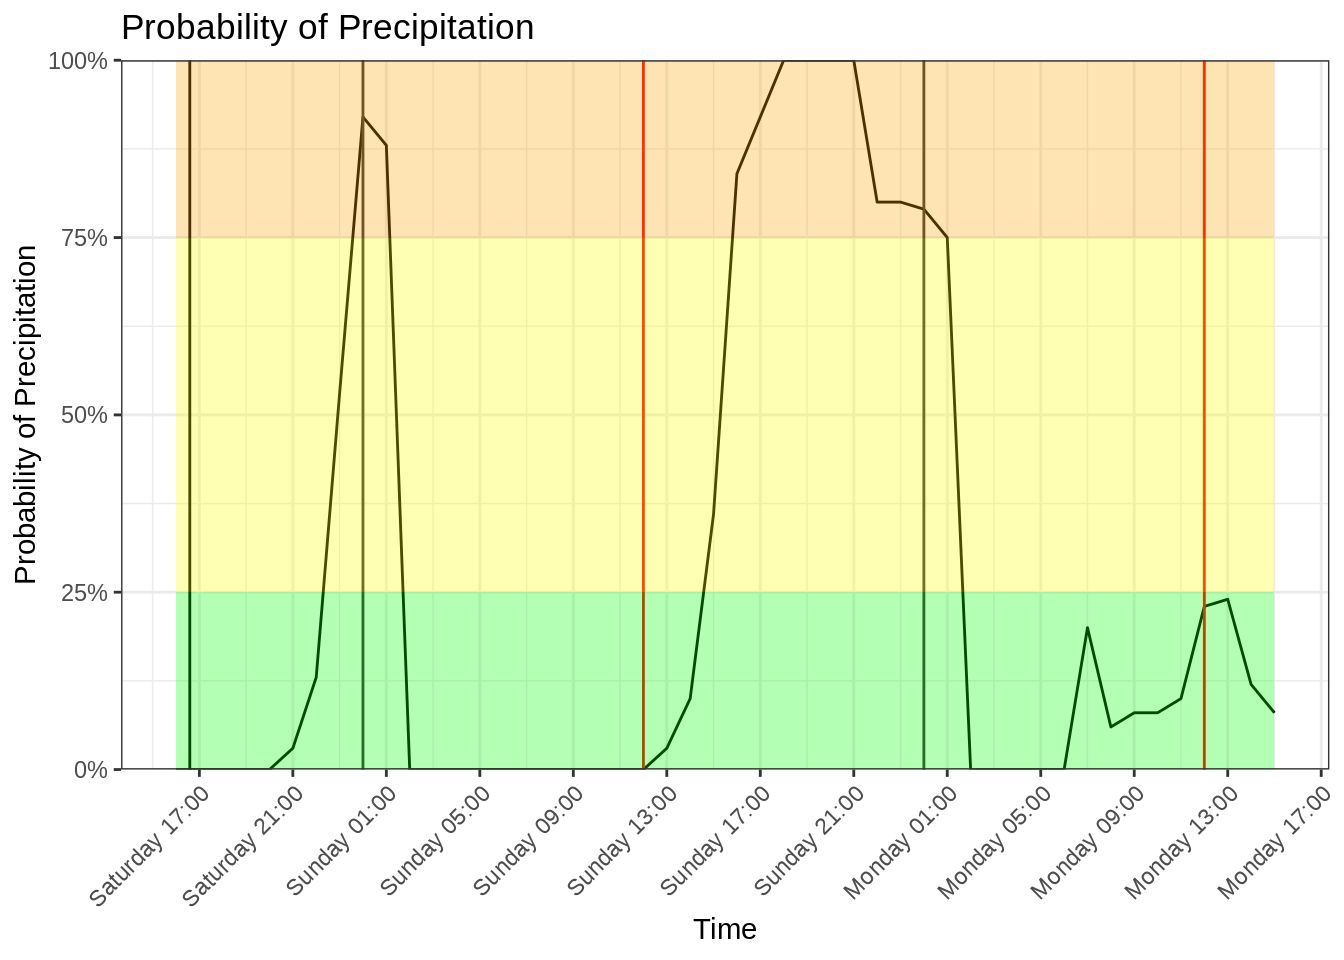 Probability of Precipitation
Probability of Precipitation
100%
75%
50%
25%
0%
Saturday 17:00
Saturday 21:00
Sunday 01:00
Sunday 05:00
Sunday 09:00
Sunday 13:00
Sunday 17:00
Sunday 21:00
Monday 01:00
Monday 05:00
Monday 09:00
Monday 13:00
Monday 17:00
Time